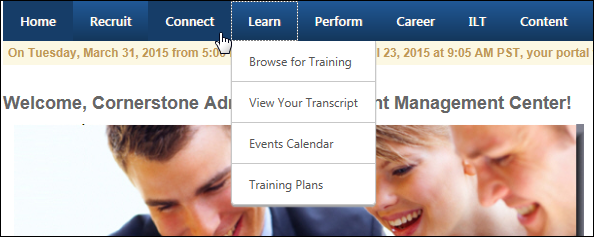 Home Recruit Connect Learn Perform Career ILT Content
On Tuesday, March 31, 2015 from 5:0 l 23, 2015 at 9:05 AM PST, your portal
Browse for Training
View Your Transcript
Welcome, Cornerstone Adm nt Management Center!
Events Calendar
Training Plans